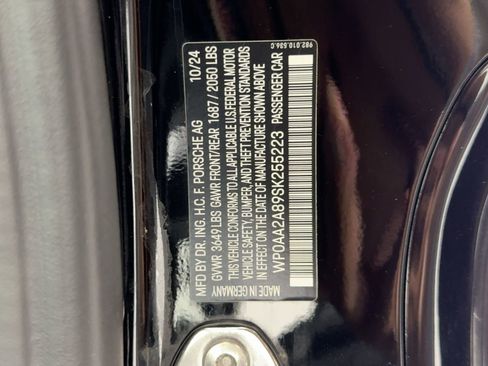 MFD BY DR. ING. H.C. F. PORSCHE AG 10/24
GVWR 3649 LBS GAWR FRONT/REAR 1687/ 2050 LBS
THIS VEHICLE CONFORMS TO ALL APPLICABLE U.S. FEDERAL MOTOR
VEHICLE SAFETY, BUMPER, AND THEFT PREVENTION STANDARDS
IN EFFECT ON THE DATE OF MANUFACTURE SHOWN ABOVE
WP0AA2A89SK255223 PASSENGER CAR
MADE IN GERMANY
982.010.536.C